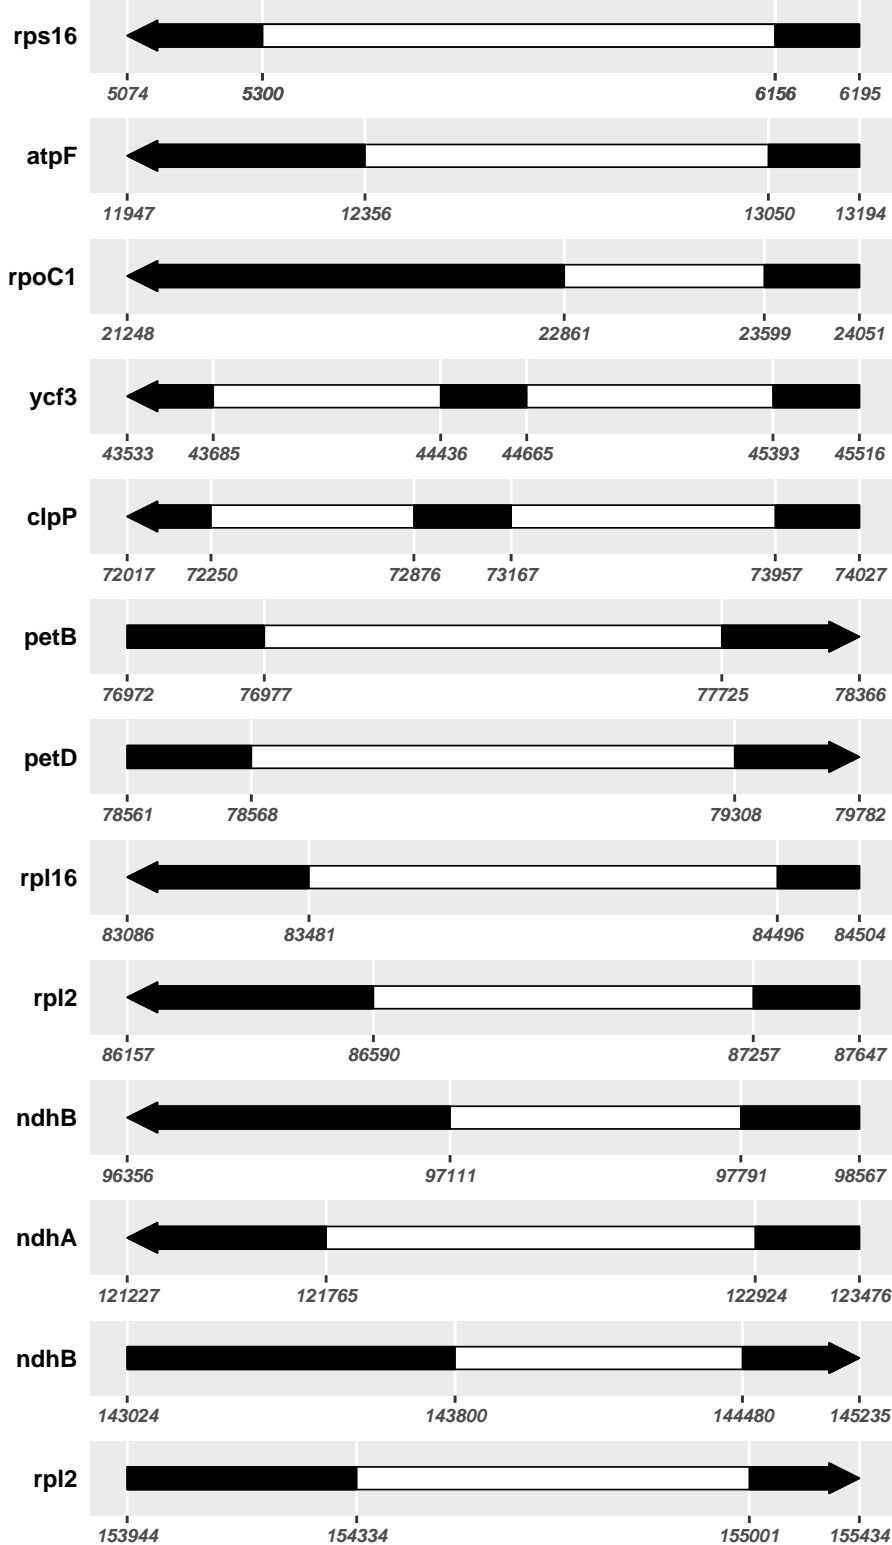 rps16
5074 5300 6156 6195
atpF
11947 12356 13050 13194
rpoC1
21248 22861 23599 24051
ycf3
43533 43685 44436 44665 45393 45516
clpP
72017 72250 72876 73167 73957 74027
petB
76972 76977 77725 78366
petD
78561 78568 79308 79782
rpl16
83086 83481 84496 84504
rpl2
86157 86590 87257 87647
ndhB
96356 97111 97791 98567
ndhA
121227 121765 122924 123476
ndhB
143024 143800 144480 145235
rpl2
153944 154334 155001 155434